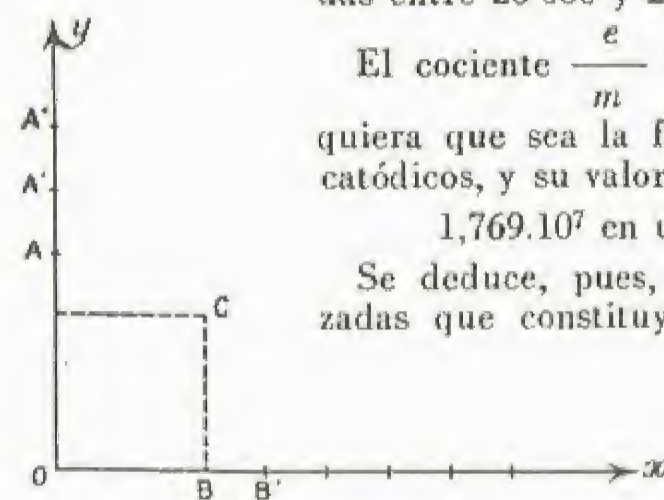 El cociente e/m
quiera que sea la f
catódicos, y su valor
1,769.10⁷ en u
Se deduce, pues,
zadas que constituy
y
A"
A'
A
C
O
B
B'
x